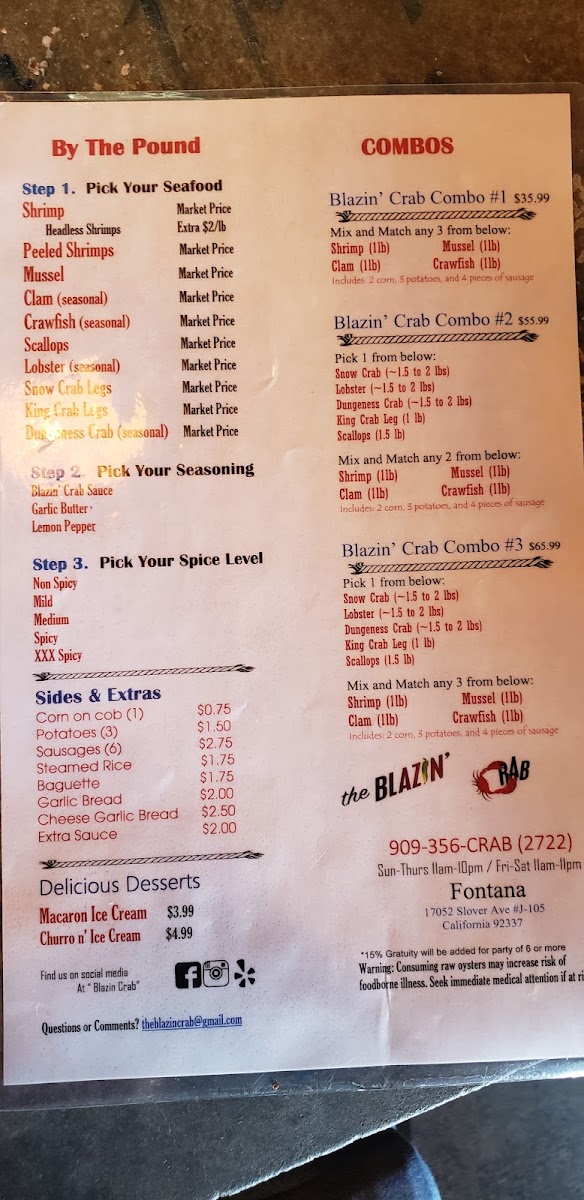 By The Pound
Step 1. Pick Your Seafood
Shrimp Market Price
Headless Shrimps Extra $2/lb
Peeled Shrimps Market Price
Mussel Market Price
Clam (seasonal) Market Price
Crawfish (seasonal) Market Price
Scallops Market Price
Lobster (seasonal) Market Price
Snow Crab Legs Market Price
King Crab Legs Market Price
Dungeness Crab (seasonal) Market Price
Step 2. Pick Your Seasoning
Blazin' Crab Sauce
Garlic Butter
Lemon Pepper
Step 3. Pick Your Spice Level
Non Spicy
Mild
Medium
Spicy
XXX Spicy
Sides & Extras
Corn on cob (1) $0.75
Potatoes (3) $1.50
Sausages (6) $2.75
Steamed Rice $1.75
Baguette $1.75
Garlic Bread $2.00
Cheese Garlic Bread $2.50
Extra Sauce $2.00
Delicious Desserts
Macaron Ice Cream $3.99
Churro n' Ice Cream $4.99
Find us on social media
At " Blazin Crab"
Questions or Comments? theblazincrab@gmail.com
COMBOS
Blazin' Crab Combo #1 $35.99
Mix and Match any 3 from below:
Shrimp (1lb) Mussel (1lb)
Clam (1lb) Crawfish (1lb)
Includes: 2 corn, 3 potatoes, and 4 pieces of sausage
Blazin' Crab Combo #2 $55.99
Pick 1 from below:
Snow Crab (~1.5 to 2 lbs)
Lobster (~1.5 to 2 lbs)
Dungeness Crab (~1.5 to 2 lbs)
King Crab Leg (1 lb)
Scallops (1.5 lb)
Mix and Match any 2 from below:
Shrimp (1lb) Mussel (1lb)
Clam (1lb) Crawfish (1lb)
Includes: 2 corn, 3 potatoes, and 4 pieces of sausage
Blazin' Crab Combo #3 $65.99
Pick 1 from below:
Snow Crab (~1.5 to 2 lbs)
Lobster (~1.5 to 2 lbs)
Dungeness Crab (~1.5 to 2 lbs)
King Crab Leg (1 lb)
Scallops (1.5 lb)
Mix and Match any 3 from below:
Shrimp (1lb) Mussel (1lb)
Clam (1lb) Crawfish (1lb)
Includes: 2 corn, 3 potatoes, and 4 pieces of sausage
the BLAZIN' CRAB
909-356-CRAB (2722)
Sun-Thurs 11am-10pm / Fri-Sat 11am-11pm
Fontana
17052 Slover Ave #J-105
California 92337
*15% Gratuity will be added for party of 6 or more
Warning: Consuming raw oysters may increase risk of
foodborne illness. Seek immediate medical attention if at ri